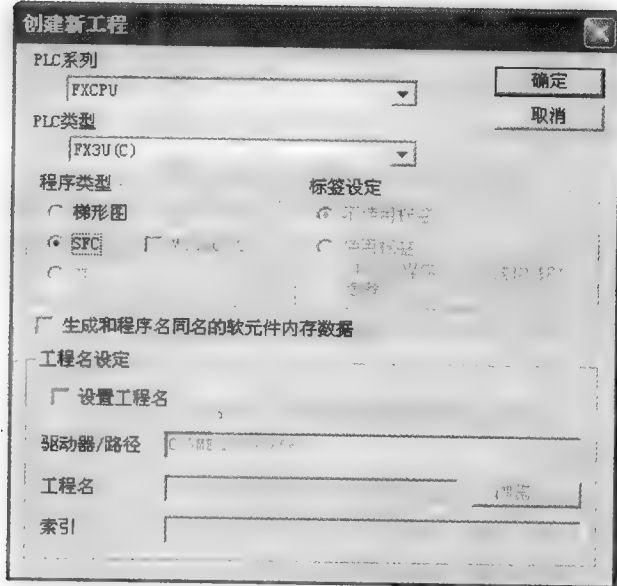 创建新工程
PLC系列
确定
FXCPU
取消
PLC类型
FX3U(C)
程序类型
标签设定
梯形图
SFC
生成和程序名同名的软元件内存数据
工程名设定
设置工程名
驱动器/路径
工程名
索引